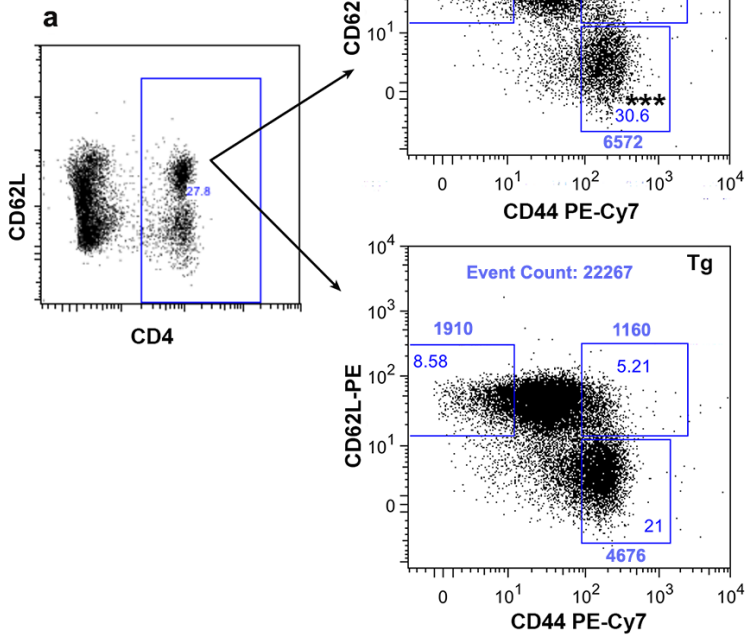 a
CD62L
27.8
CD4
CD62
10¹
0
***
30.6
6572
0 10¹ 10² 10³ 10⁴
CD44 PE-Cy7
10⁴
Tg
Event Count: 22267
10³
1910 1160
8.58 5.21
10²
CD62L-PE
10¹
0
21
4676
0 10¹ 10² 10³ 10⁴
CD44 PE-Cy7